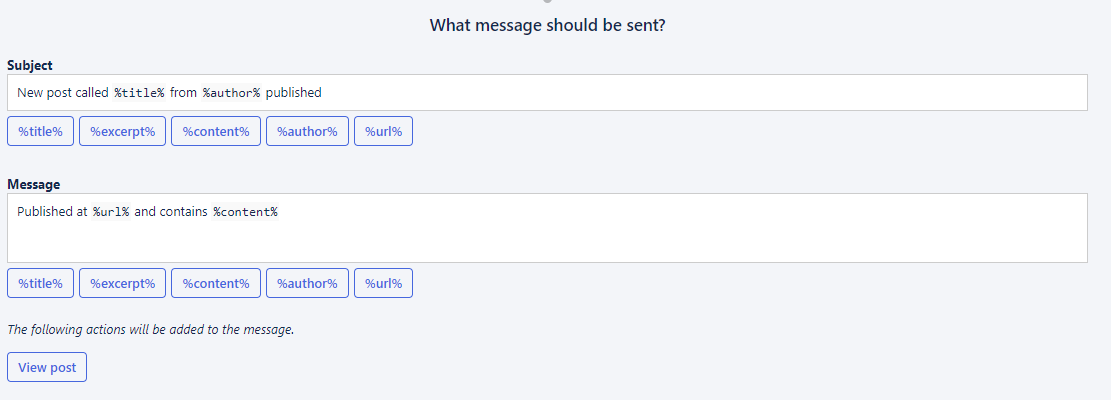 What message should be sent?
Subject
New post called %title% from %author% published
%title% %excerpt% %content% %author% %url%
Message
Published at %url% and contains %content%
%title% %excerpt% %content% %author% %url%
The following actions will be added to the message.
View post